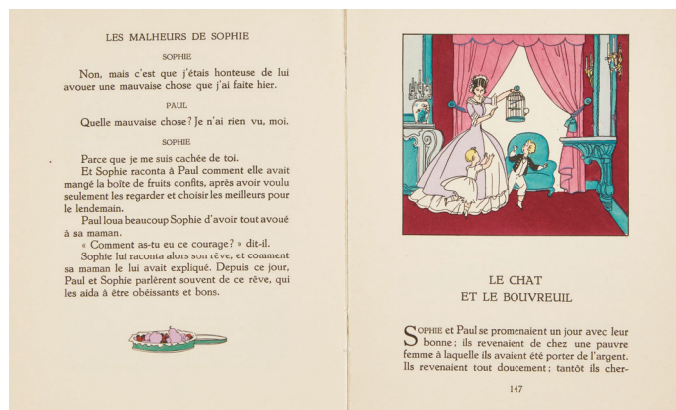 LES MALHEURS DE SOPHIE
SOPHIE
Non, mais c'est que j'étais honteuse de lui
avouer une mauvaise chose que j'ai faite hier.
PAUL
Quelle mauvaise chose? Je n'ai rien vu, moi.
SOPHIE
Parce que je me suis cachée de toi.
Et Sophie raconta à Paul comment elle avait
mangé la boîte de fruits confits, après avoir voulu
seulement les regarder et choisir les meilleurs pour
le lendemain.
Paul loua beaucoup Sophie d'avoir tout avoué
à sa maman.
« Comment as-tu eu ce courage? » dit-il.
Sophie lui raconta alors son rêve, et comment
sa maman le lui avait expliqué. Depuis ce jour,
Paul et Sophie parlèrent souvent de ce rêve, qui
les aida à être obéissants et bons.
LE CHAT
ET LE BOUVREUIL
SOPHIE et Paul se promenaient un jour avec leur
bonne; ils revenaient de chez une pauvre
femme à laquelle ils avaient été porter de l'argent.
Ils revenaient tout doucement; tantôt ils cher-
147